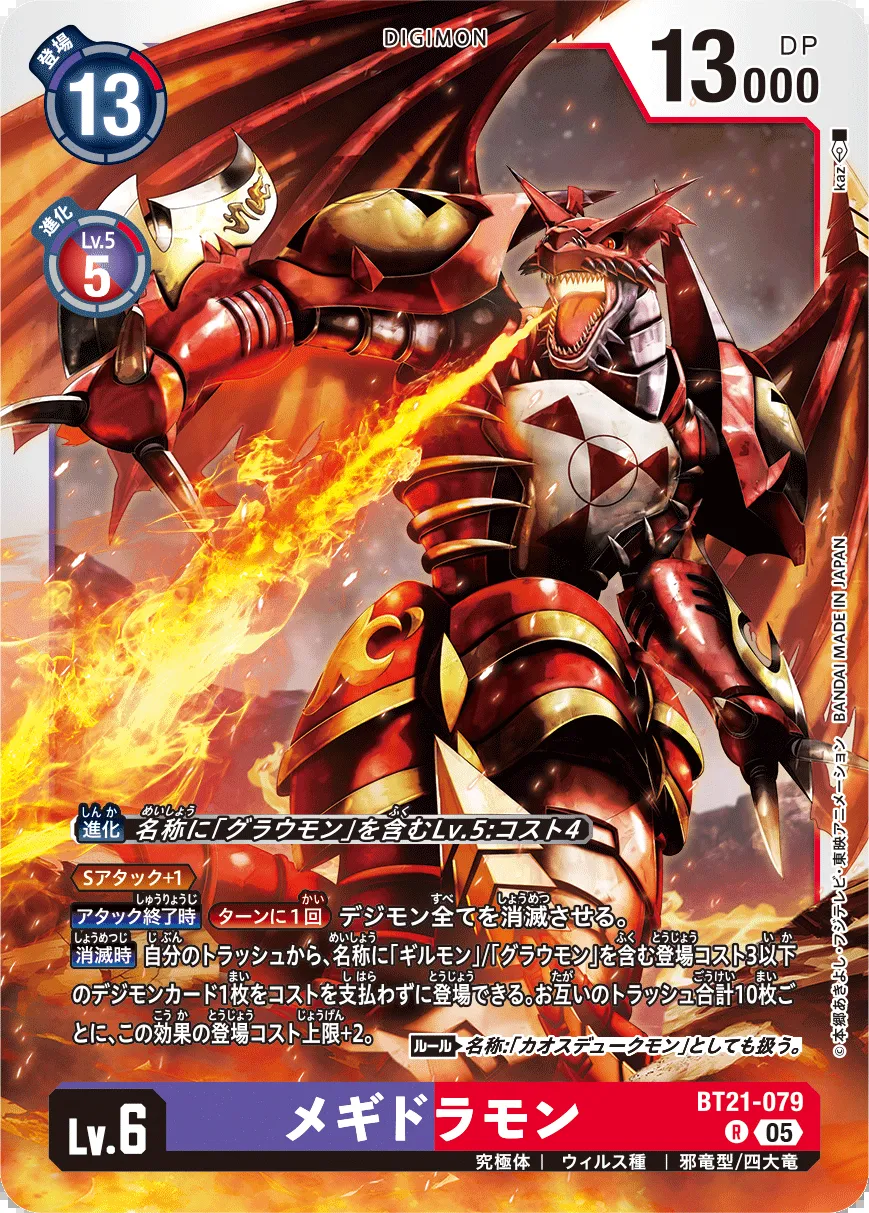 DIGIMON
登場
13
13000
DP
進化
Lv.5
5
kaz
進化 名称に「グラウモン」を含むLv.5:コスト4
Sアタック+1
アタック終了時 ターンに1回 デジモン全てを消滅させる。
消滅時 自分のトラッシュから、名称に「ギルモン」/「グラウモン」を含む登場コスト3以下
のデジモンカード1枚をコストを支払わずに登場できる。お互いのトラッシュ合計10枚ご
とに、この効果の登場コスト上限+2。
ルール 名称:「カオスデュークモン」としても扱う。
©本郷あきよし・フジテレビ・東映アニメーション BANDAI MADE IN JAPAN
Lv.6
メギドラモン
BT21-079
R 05
究極体 | ウィルス種 | 邪竜型/四大竜